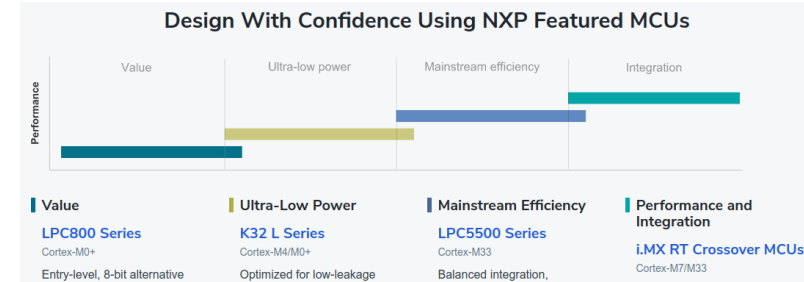 Design With Confidence Using NXP Featured MCUs
Value
Ultra-low power
Mainstream efficiency
Integration
Performance
Value
LPC800 Series
Cortex-M0+
Entry-level, 8-bit alternative
Ultra-Low Power
K32 L Series
Cortex-M4/M0+
Optimized for low-leakage
Mainstream Efficiency
LPC5500 Series
Cortex-M33
Balanced integration,
Performance and
Integration
i.MX RT Crossover MCUs
Cortex-M7/M33